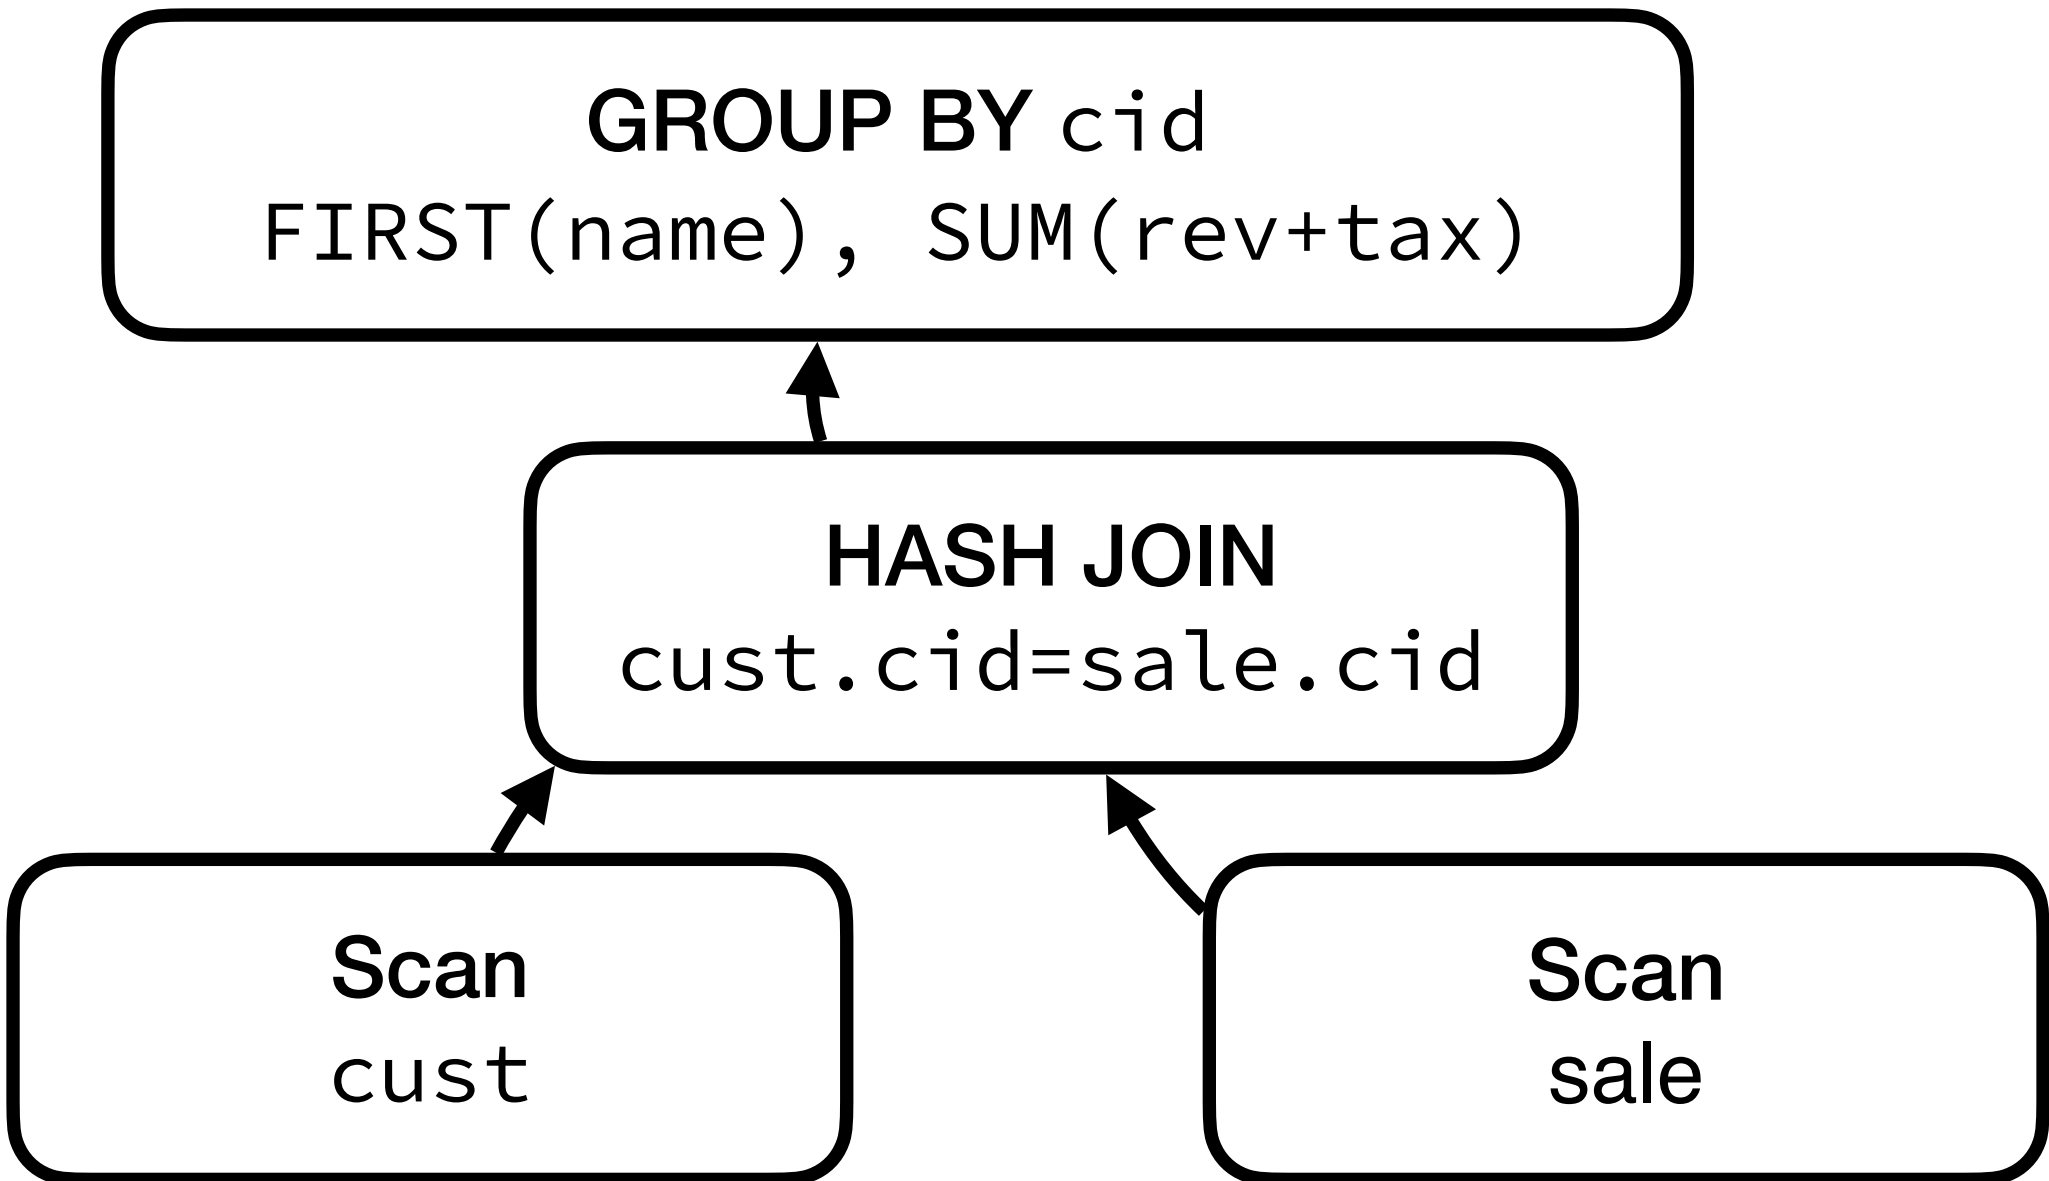 GROUP BY cid
FIRST(name), SUM(rev+tax)
HASH JOIN
cust.cid=sale.cid
Scan
cust
Scan
sale